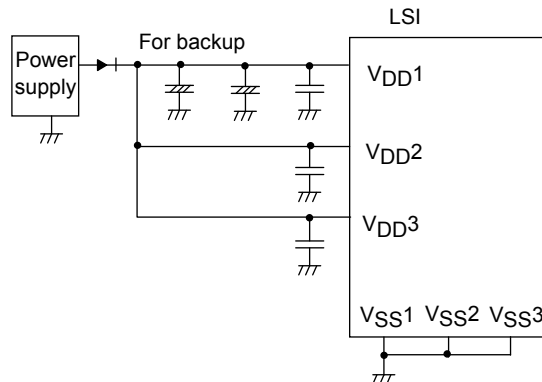 LSI
For backup
Power
supply
VDD1
VDD2
VDD3
VSS1
VSS2
VSS3